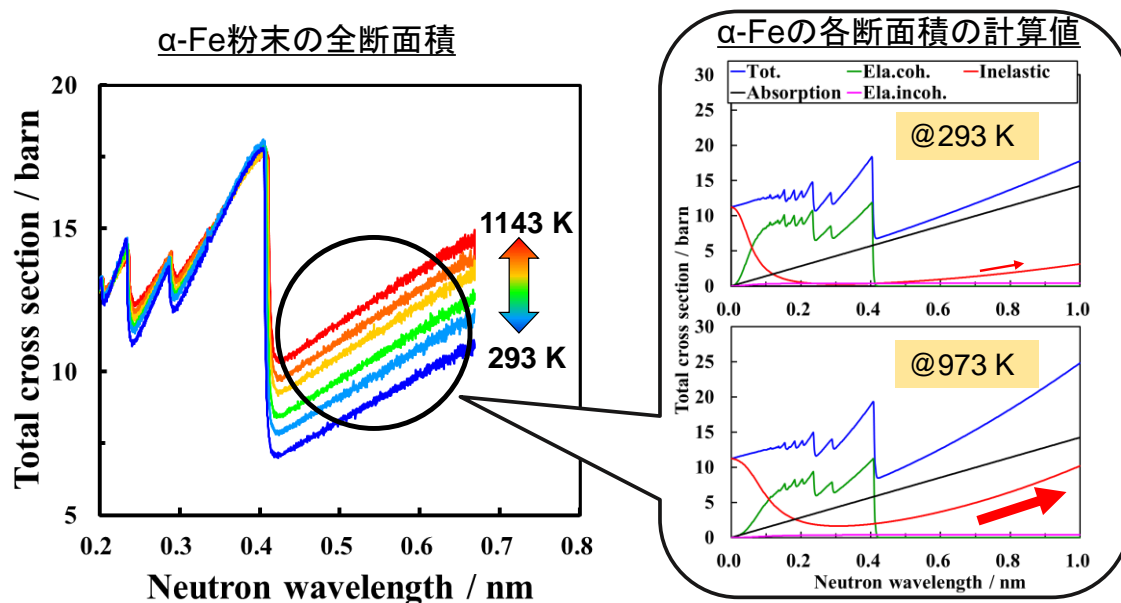 α-Fe粉末の全断面積
20
15
10
5
0.2
0.3
0.4
0.5
0.6
0.7
0.8
Total cross section / barn
Neutron wavelength / nm
1143 K
293 K
α-Feの各断面積の計算値
Tot.
Ela.coh.
Inelastic
Absorption
Ela.incoh.
@293 K
30
25
20
15
10
5
0
0.0
0.2
0.4
0.6
0.8
1.0
Total cross section / barn
@973 K
30
25
20
15
10
5
0
0.0
0.2
0.4
0.6
0.8
1.0
Neutron wavelength / nm